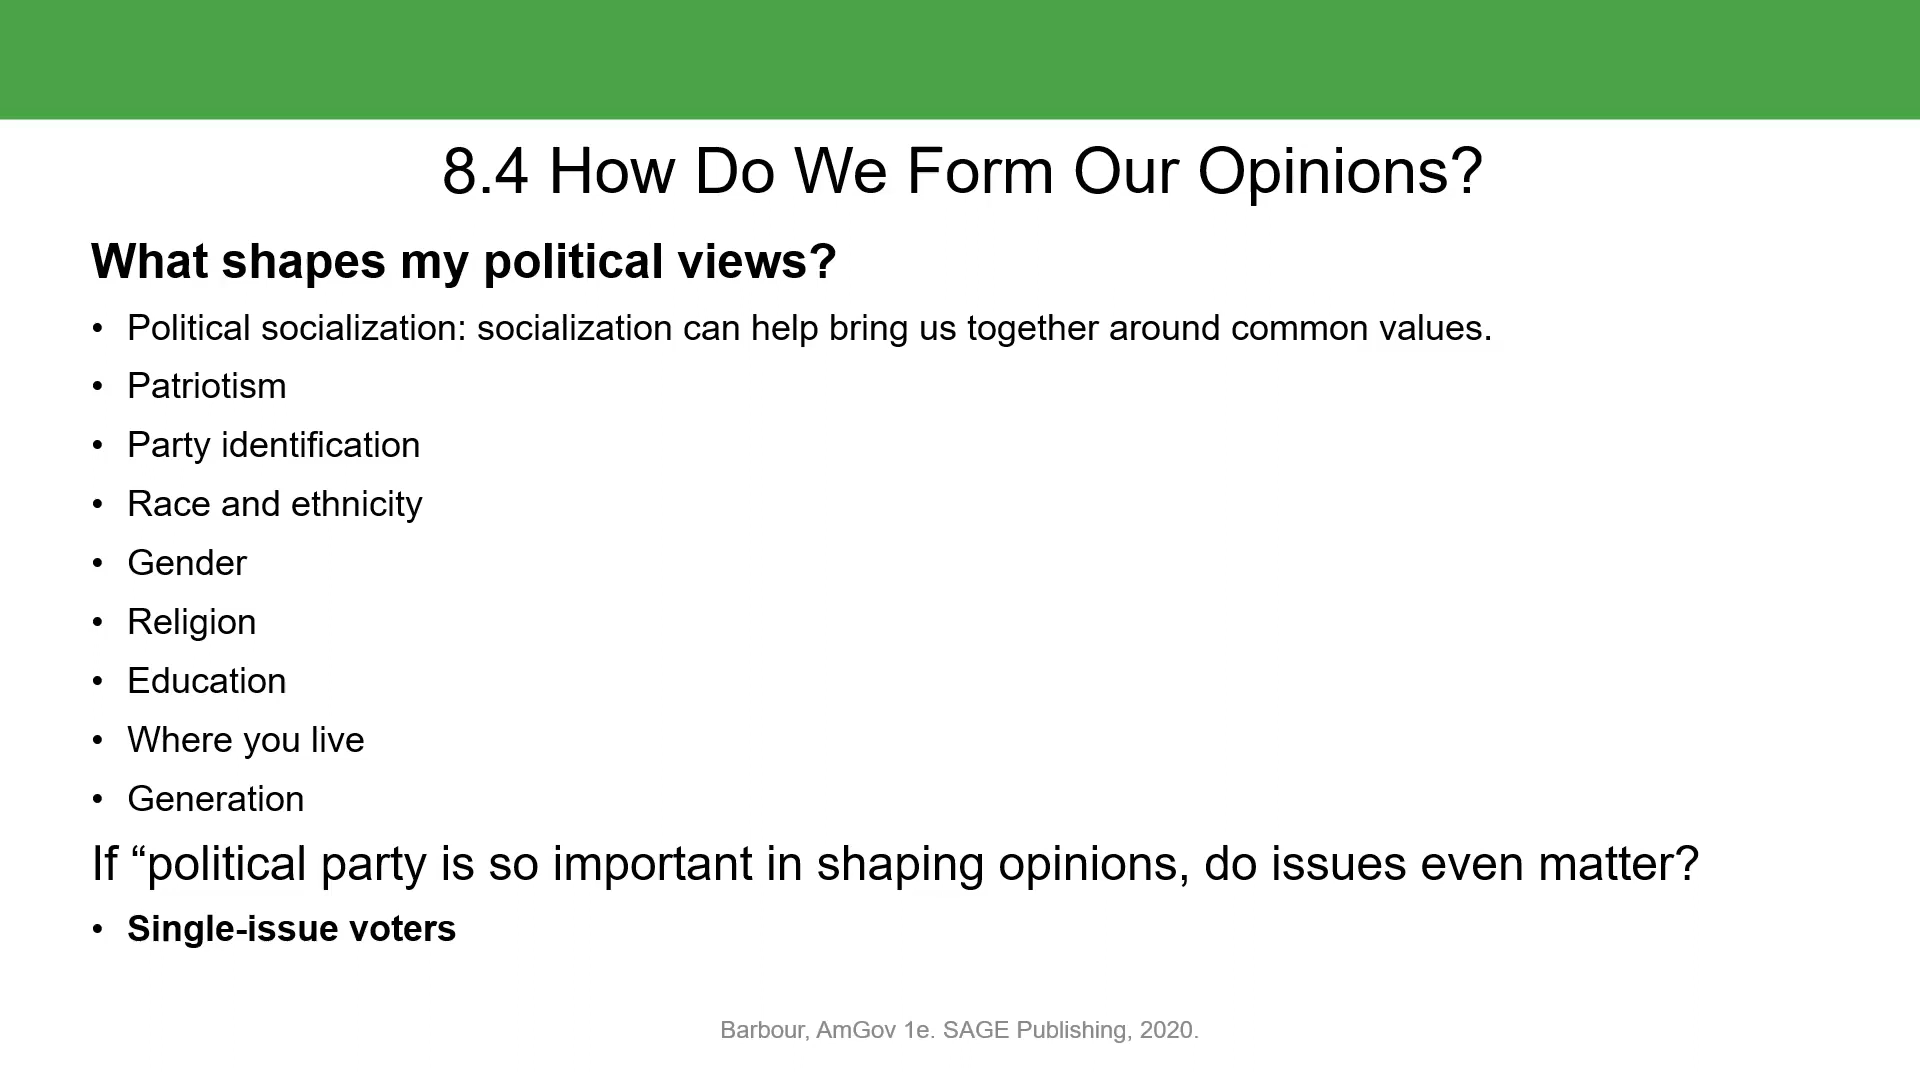 8.4 How Do We Form Our Opinions?
What shapes my political views?
• Political socialization: socialization can help bring us together around common values.
• Patriotism
• Party identification
• Race and ethnicity
• Gender
• Religion
• Education
• Where you live
• Generation
If “political party is so important in shaping opinions, do issues even matter?
• Single-issue voters
Barbour, AmGov 1e. SAGE Publishing, 2020.